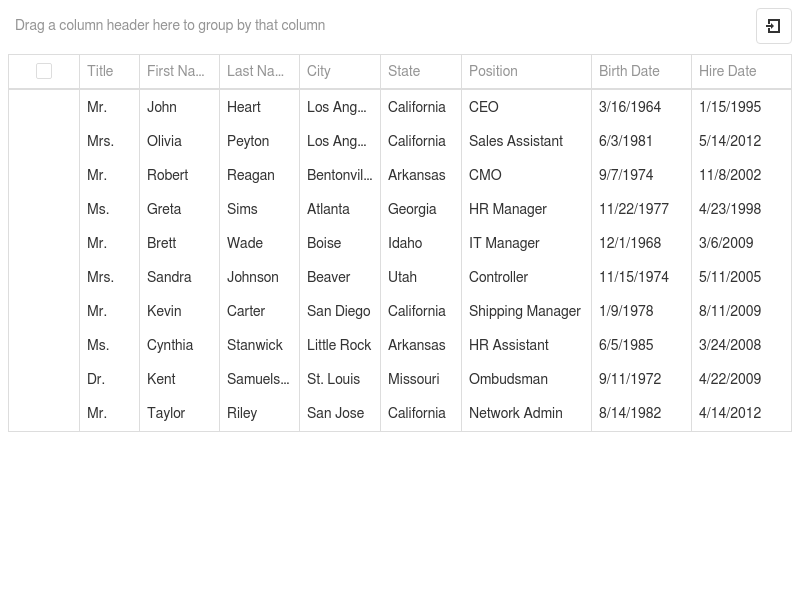 Drag a column header here to group by that column
Title First Na... Last Na... City State Position Birth Date Hire Date
Mr. John Heart Los Ang... California CEO 3/16/1964 1/15/1995
Mrs. Olivia Peyton Los Ang... California Sales Assistant 6/3/1981 5/14/2012
Mr. Robert Reagan Bentonvil... Arkansas CMO 9/7/1974 11/8/2002
Ms. Greta Sims Atlanta Georgia HR Manager 11/22/1977 4/23/1998
Mr. Brett Wade Boise Idaho IT Manager 12/1/1968 3/6/2009
Mrs. Sandra Johnson Beaver Utah Controller 11/15/1974 5/11/2005
Mr. Kevin Carter San Diego California Shipping Manager 1/9/1978 8/11/2009
Ms. Cynthia Stanwick Little Rock Arkansas HR Assistant 6/5/1985 3/24/2008
Dr. Kent Samuels... St. Louis Missouri Ombudsman 9/11/1972 4/22/2009
Mr. Taylor Riley San Jose California Network Admin 8/14/1982 4/14/2012